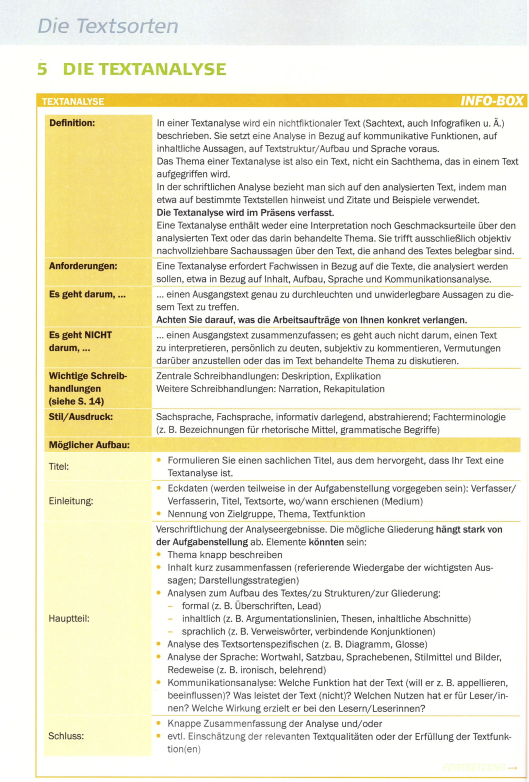 Die Textsorten
5 DIE TEXTANALYSE
TEXTANALYSE INFO-BOX
Definition: In einer Textanalyse wird ein nichtfiktionaler Text (Sachtext, auch Infografiken u. Ä.)
beschrieben. Sie setzt eine Analyse in Bezug auf kommunikative Funktionen, auf
inhaltliche Aussagen, auf Textstruktur/Aufbau und Sprache voraus.
Das Thema einer Textanalyse ist also ein Text, nicht ein Sachthema, das in einem Text
aufgegriffen wird.
In der schriftlichen Analyse bezieht man sich auf den analysierten Text, indem man
etwa auf bestimmte Textstellen hinweist und Zitate und Beispiele verwendet.
Die Textanalyse wird im Präsens verfasst.
Eine Textanalyse enthält weder eine Interpretation noch Geschmacksurteile über den
analysierten Text oder das darin behandelte Thema. Sie trifft ausschließlich objektiv
nachvollziehbare Sachaussagen über den Text, die anhand des Textes belegbar sind.
Anforderungen: Eine Textanalyse erfordert Fachwissen in Bezug auf die Texte, die analysiert werden
sollen, etwa in Bezug auf Inhalt, Aufbau, Sprache und Kommunikationsanalyse.
Es geht darum, ... ... einen Ausgangstext genau zu durchleuchten und unwiderlegbare Aussagen zu die-
sem Text zu treffen.
Achten Sie darauf, was die Arbeitsaufträge von Ihnen konkret verlangen.
Es geht NICHT ... einen Ausgangstext zusammenzufassen; es geht auch nicht darum, einen Text
darum, ... zu interpretieren, persönlich zu deuten, subjektiv zu kommentieren, Vermutungen
darüber anzustellen oder das im Text behandelte Thema zu diskutieren.
Wichtige Schreib- Zentrale Schreibhandlungen: Deskription, Explikation
handlungen Weitere Schreibhandlungen: Narration, Rekapitulation
(siehe S. 14)
Stil/Ausdruck: Sachsprache, Fachsprache, informativ darlegend, abstrahierend; Fachterminologie
(z. B. Bezeichnungen für rhetorische Mittel, grammatische Begriffe)
Möglicher Aufbau:
Titel: • Formulieren Sie einen sachlichen Titel, aus dem hervorgeht, dass Ihr Text eine
Textanalyse ist.
Einleitung: • Eckdaten (werden teilweise in der Aufgabenstellung vorgegeben sein): Verfasser/
Verfasserin, Titel, Textsorte, wo/wann erschienen (Medium)
• Nennung von Zielgruppe, Thema, Textfunktion
Hauptteil: Verschriftlichung der Analyseergebnisse. Die mögliche Gliederung hängt stark von
der Aufgabenstellung ab. Elemente könnten sein:
• Thema knapp beschreiben
• Inhalt kurz zusammenfassen (referierende Wiedergabe der wichtigsten Aus-
sagen; Darstellungsstrategien)
• Analysen zum Aufbau des Textes/zu Strukturen/zur Gliederung:
– formal (z. B. Überschriften, Lead)
– inhaltlich (z. B. Argumentationslinien, Thesen, inhaltliche Abschnitte)
– sprachlich (z. B. Verweiswörter, verbindende Konjunktionen)
• Analyse des Textsortenspezifischen (z. B. Diagramm, Glosse)
• Analyse der Sprache: Wortwahl, Satzbau, Sprachebenen, Stilmittel und Bilder,
Redeweise (z. B. ironisch, belehrend)
• Kommunikationsanalyse: Welche Funktion hat der Text (will er z. B. appellieren,
beeinflussen)? Was leistet der Text (nicht)? Welchen Nutzen hat er für Leser/in-
nen? Welche Wirkung erzielt er bei den Lesern/Leserinnen?
Schluss: • Knappe Zusammenfassung der Analyse und/oder
• evtl. Einschätzung der relevanten Textqualitäten oder der Erfüllung der Textfunk-
tion(en)